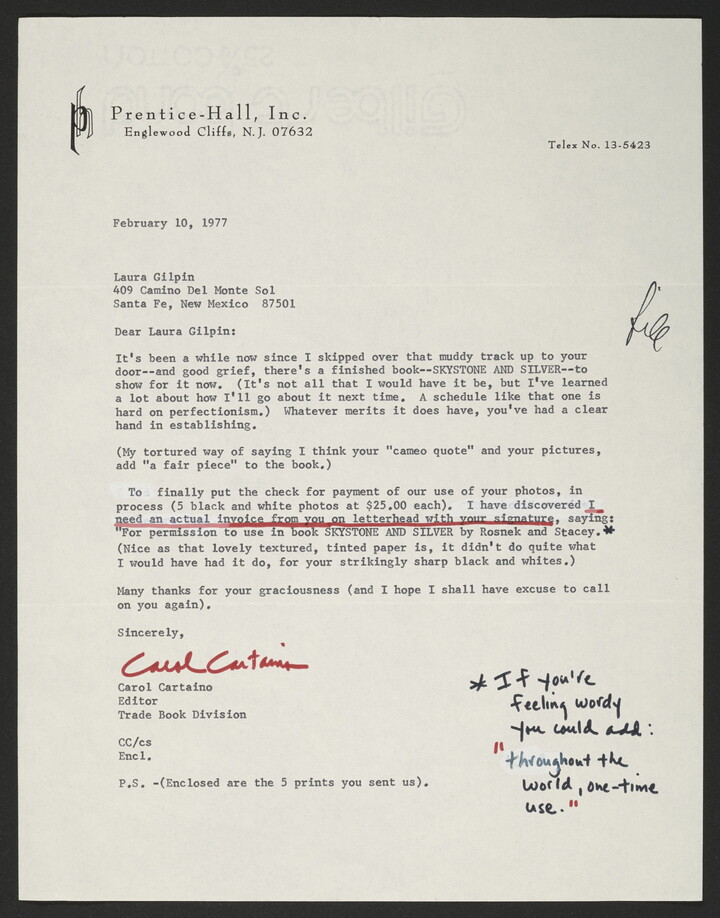 ph
Prentice-Hall, Inc.
Englewood Cliffs, N.J. 07632
Telex No. 13-5423
February 10, 1977
Laura Gilpin
409 Camino Del Monte Sol
Santa Fe, New Mexico 87501
file
Dear Laura Gilpin:
It's been a while now since I skipped over that muddy track up to your
door--and good grief, there's a finished book--SKYSTONE AND SILVER--to
show for it now. (It's not all that I would have it be, but I've learned
a lot about how I'll go about it next time. A schedule like that one is
hard on perfectionism.) Whatever merits it does have, you've had a clear
hand in establishing.
(My tortured way of saying I think your "cameo quote" and your pictures,
add "a fair piece" to the book.)
To finally put the check for payment of our use of your photos, in
process (5 black and white photos at $25.00 each). I have discovered I
need an actual invoice from you on letterhead with your signature, saying:
"For permission to use in book SKYSTONE AND SILVER by Rosnek and Stacey.*
(Nice as that lovely textured, tinted paper is, it didn't do quite what
I would have had it do, for your strikingly sharp black and whites.)
Many thanks for your graciousness (and I hope I shall have excuse to call
on you again).
Sincerely,
Carol Cartaino
Carol Cartaino
Editor
Trade Book Division
CC/cs
Encl.
P.S. -(Enclosed are the 5 prints you sent us).
* If you're
feeling wordy
you could add:
"throughout the
world, one-time
use."